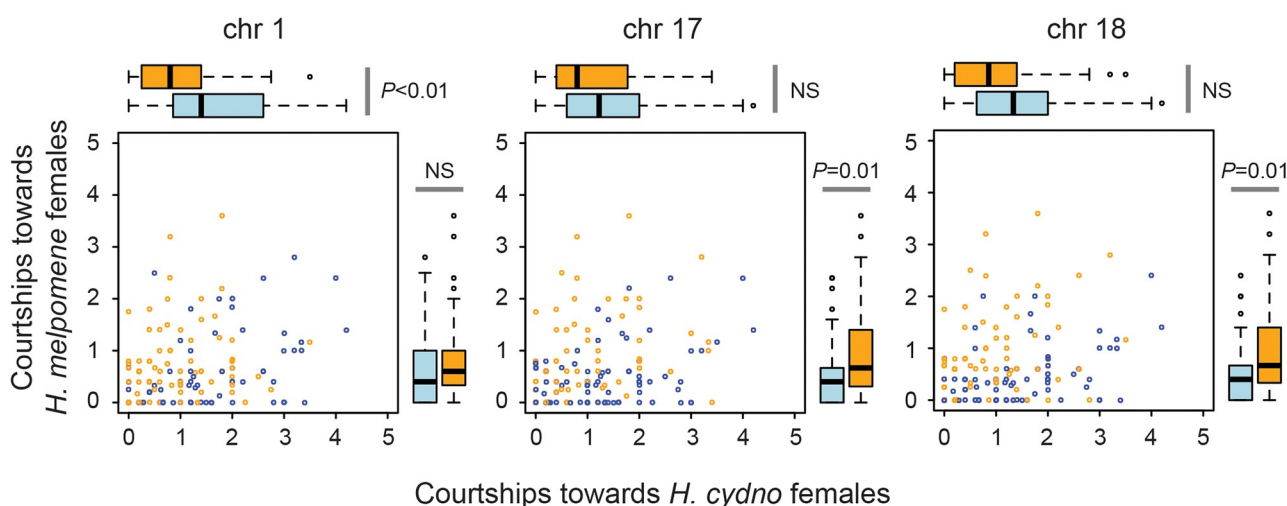 chr 1
chr 17
chr 18
P<0.01
NS
NS
NS
P=0.01
P=0.01
Courtships towards
H. melpomene females
5
4
3
2
1
0
0 1 2 3 4 5
5
4
3
2
1
0
0 1 2 3 4 5
5
4
3
2
1
0
0 1 2 3 4 5
Courtships towards H. cydno females